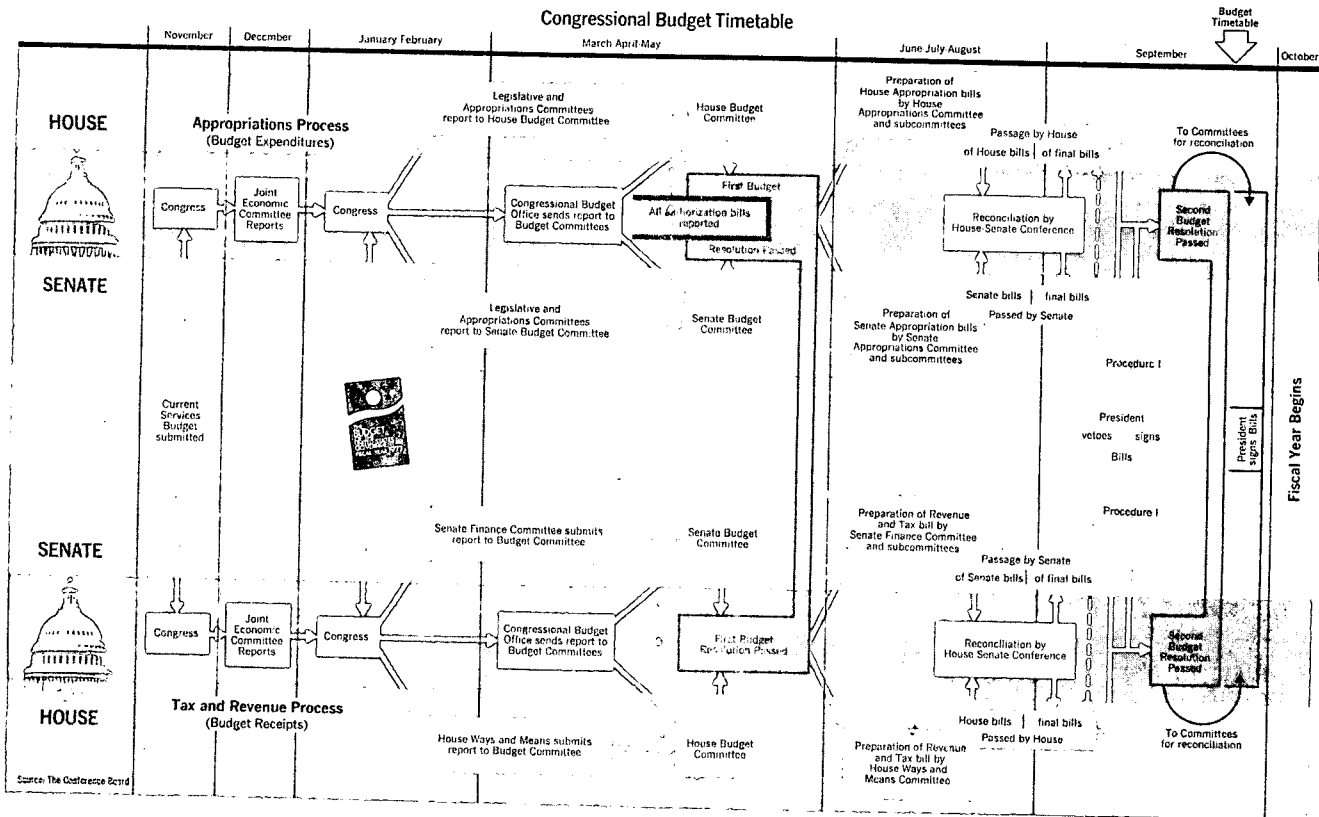 Congressional Budget Timetable
Budget
Timetable
November
December
January February
March April-May
June July-August
September
October
HOUSE
SENATE
Appropriations Process
(Budget Expenditures)
Legislative and
Appropriations Committees
report to House Budget Committee
House Budget
Committee
Preparation of
House Appropriation bills
by House
Appropriations Committee
and subcommittees
Passage by House
of House bills
of final bills
To Committees
for reconciliation
Congress
Joint
Economic
Committee
Reports
Congress
Congressional Budget
Office sends report to
Budget Committees
First Budget
All authorization bills
reported
Resolution Passed
Reconciliation by
House-Senate Conference
Second
Budget
Resolution
Passed
Senate bills
final bills
Passed by Senate
Legislative and
Appropriations Committees
report to Senate Budget Committee
Senate Budget
Committee
Preparation of
Senate Appropriation bills
by Senate
Appropriations Committee
and subcommittees
Current
Services
Budget
submitted
BUDGET
Procedure I
President
vetoes signs
Bills
Procedure I
President
signs Bills
Fiscal Year Begins
SENATE
HOUSE
Senate Finance Committee submits
report to Budget Committee
Senate Budget
Committee
Preparation of Revenue
and Tax bill by
Senate Finance Committee
and subcommittees
Passage by Senate
of Senate bills
of final bills
Congress
Joint
Economic
Committee
Reports
Congress
Congressional Budget
Office sends report to
Budget Committees
First Budget
Resolution Passed
Reconciliation by
House Senate Conference
Second
Budget
Resolution
Passed
Tax and Revenue Process
(Budget Receipts)
House Ways and Means submits
report to Budget Committee
House Budget
Committee
House bills
final bills
Passed by House
Preparation of Revenue
and Tax bill by
House Ways and
Means Committee
To Committees
for reconciliation
Source: The Conference Board